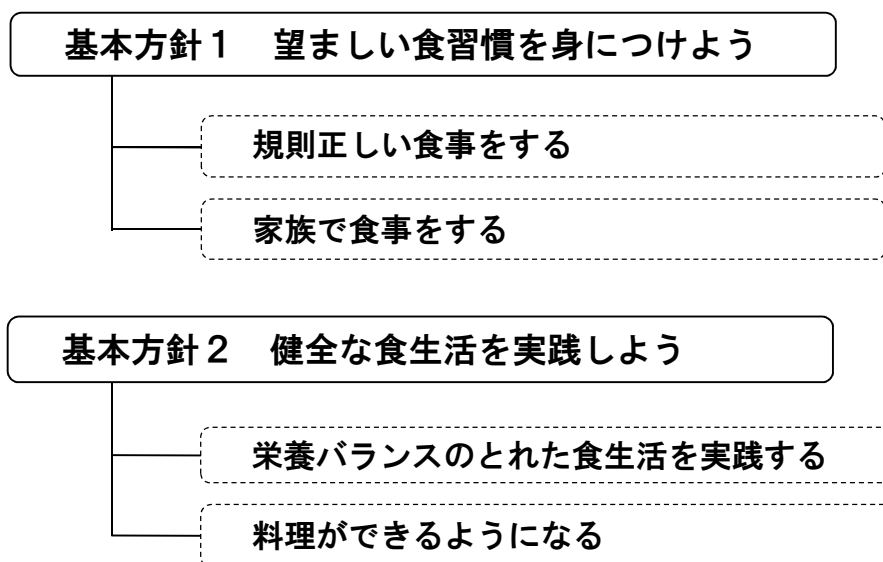 基本方針１　望ましい食習慣を身につけよう
規則正しい食事をする
家族で食事をする
基本方針２　健全な食生活を実践しよう
栄養バランスのとれた食生活を実践する
料理ができるようになる